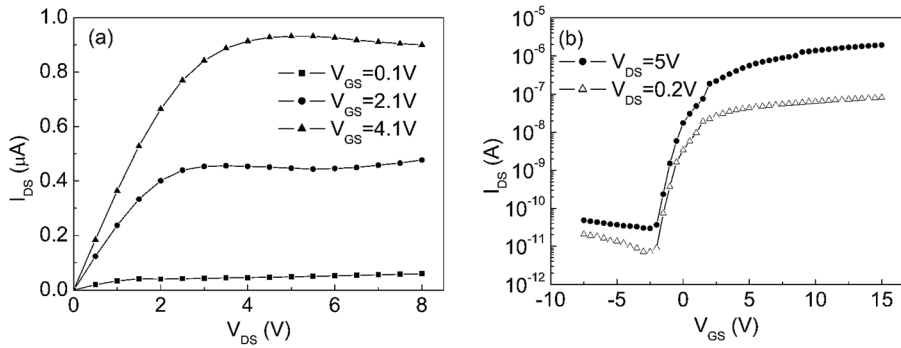 (a)
1.0
0.8
0.6
0.4
0.2
0.0
0
2
4
6
8
I_DS (μA)
V_DS (V)
V_GS=0.1V
V_GS=2.1V
V_GS=4.1V
(b)
10^-5
10^-6
10^-7
10^-8
10^-9
10^-10
10^-11
10^-12
-10
-5
0
5
10
15
I_DS (A)
V_GS (V)
V_DS=5V
V_DS=0.2V